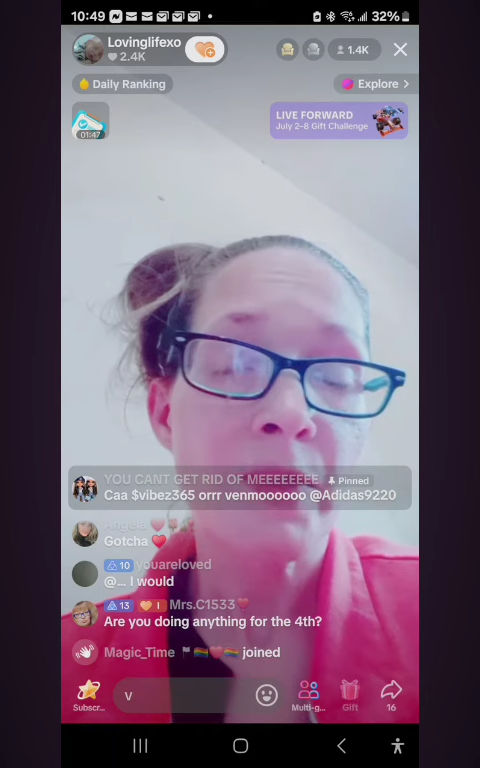 10:49
32%
Lovinglifexo
2.4K
1.4K
Daily Ranking
Explore >
01:47
LIVE FORWARD
July 2-8 Gift Challenge
YOU CANT GET RID OF MEEEEEEEE Pinned
Caa $vibez365 orrr venmoooooo @Adidas9220
Angela
Gotcha
10 youareloved
@... I would
13 I Mrs.C1533
Are you doing anything for the 4th?
Magic_Time joined
V
Subscr... Multi-g... Gift 16